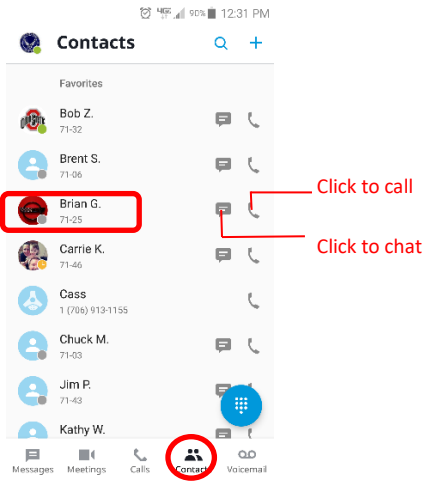 90% 12:31 PM
Contacts
Favorites
Bob Z.
71-32
Brent S.
71-06
Brian G.
71-25
Click to call
Carrie K.
71-46
Click to chat
Cass
1 (706) 913-1155
Chuck M.
71-03
Jim P.
71-43
Kathy W.
Messages Meetings Calls Contact Voicemail